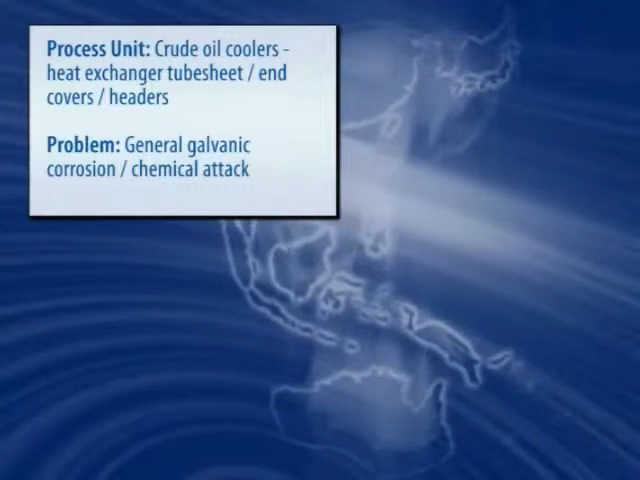 Process Unit: Crude oil coolers -
heat exchanger tubesheet / end
covers / headers
Problem: General galvanic
corrosion / chemical attack